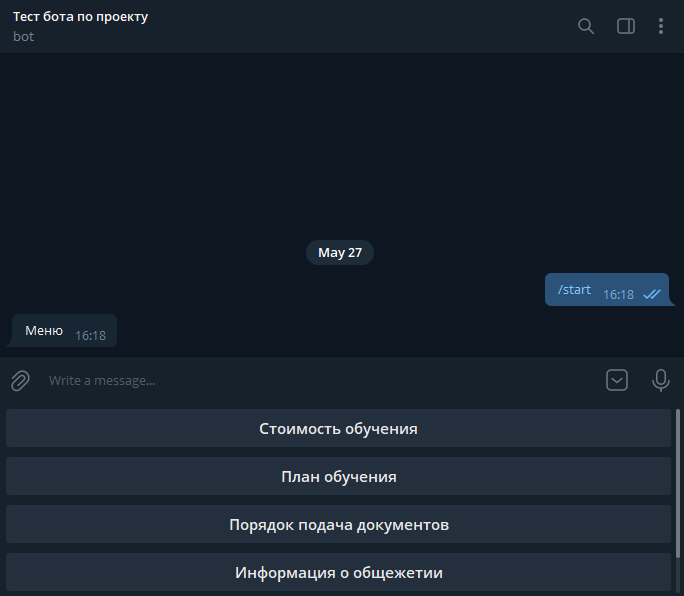 Тест бота по проекту
bot
May 27
/start 16:18
Меню 16:18
Write a message...
Стоимость обучения
План обучения
Порядок подача документов
Информация о общежетии